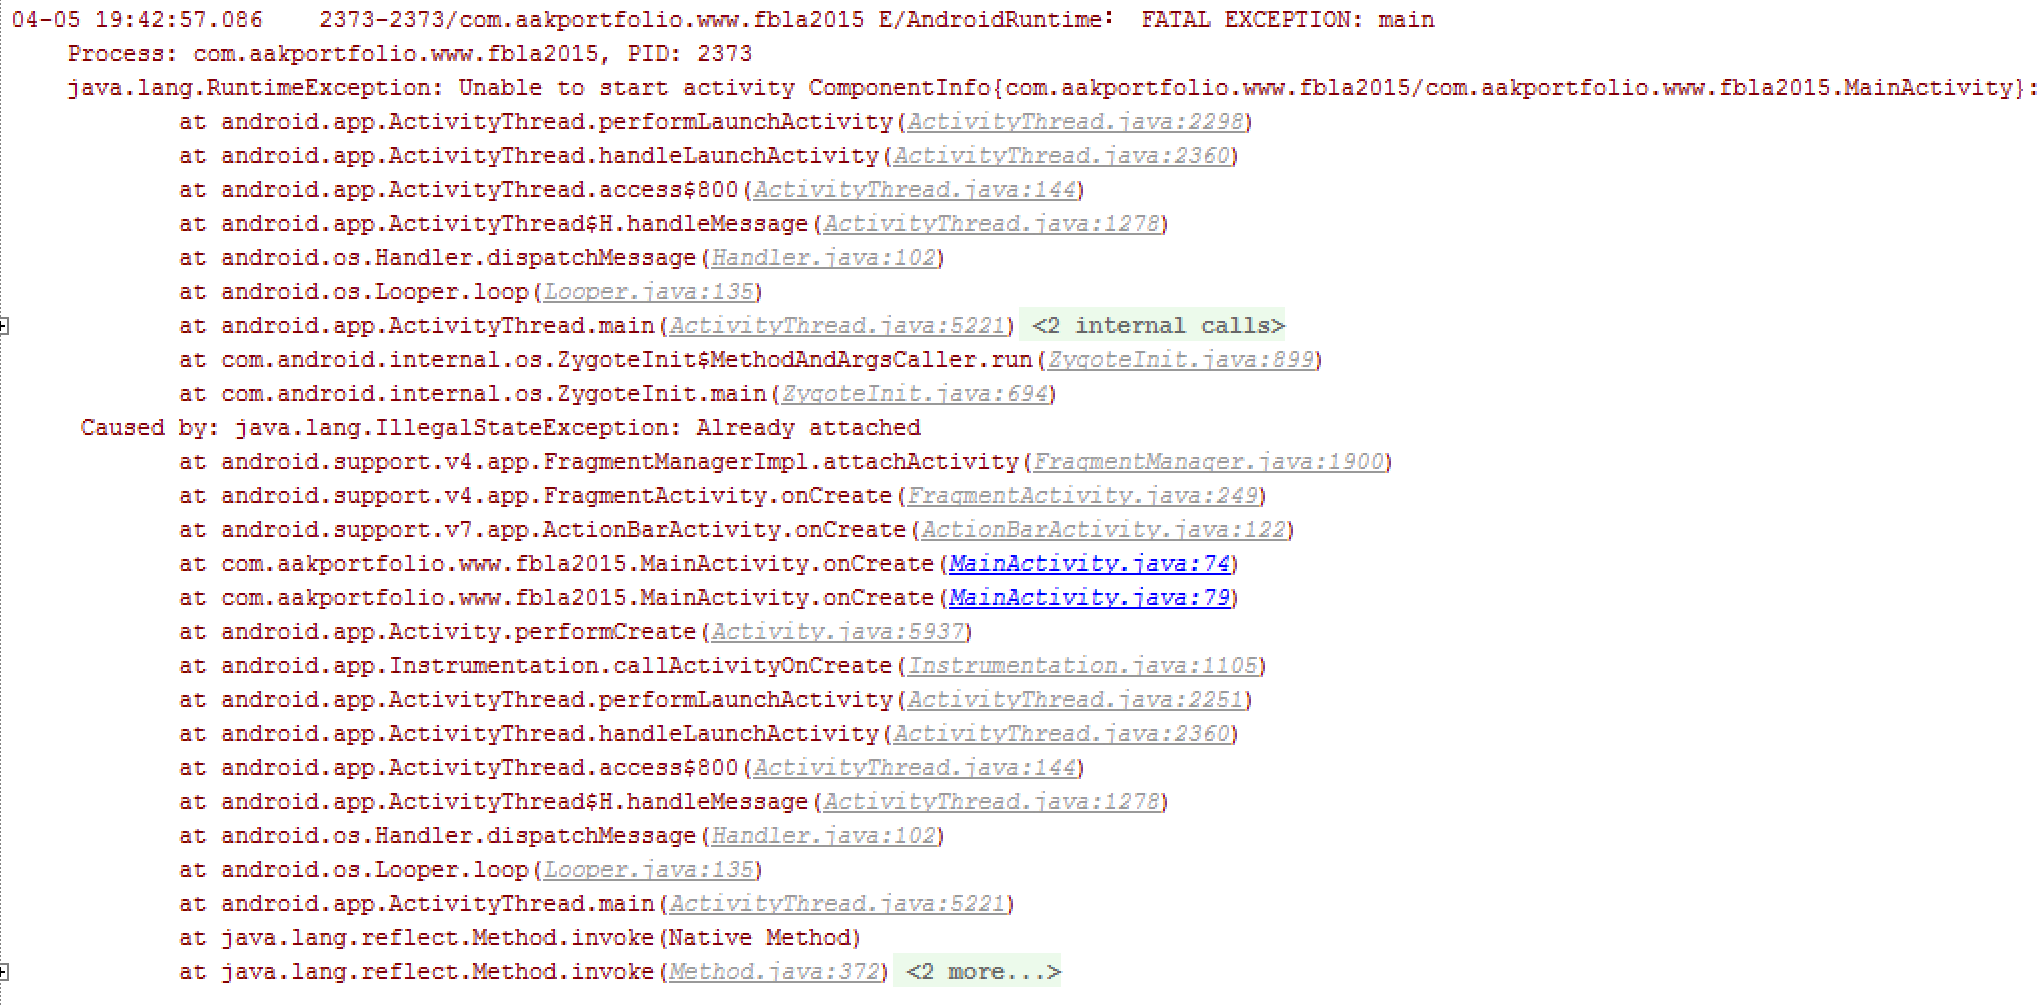 04-05 19:42:57.086    2373-2373/com.aakportfolio.www.fbla2015 E/AndroidRuntime:  FATAL EXCEPTION: main
Process: com.aakportfolio.www.fbla2015, PID: 2373
java.lang.RuntimeException: Unable to start activity ComponentInfo{com.aakportfolio.www.fbla2015/com.aakportfolio.www.fbla2015.MainActivity}:
at android.app.ActivityThread.performLaunchActivity(ActivityThread.java:2298)
at android.app.ActivityThread.handleLaunchActivity(ActivityThread.java:2360)
at android.app.ActivityThread.access$800(ActivityThread.java:144)
at android.app.ActivityThread$H.handleMessage(ActivityThread.java:1278)
at android.os.Handler.dispatchMessage(Handler.java:102)
at android.os.Looper.loop(Looper.java:135)
at android.app.ActivityThread.main(ActivityThread.java:5221) <2 internal calls>
at com.android.internal.os.ZygoteInit$MethodAndArgsCaller.run(ZygoteInit.java:899)
at com.android.internal.os.ZygoteInit.main(ZygoteInit.java:694)
Caused by: java.lang.IllegalStateException: Already attached
at android.support.v4.app.FragmentManagerImpl.attachActivity(FragmentManager.java:1900)
at android.support.v4.app.FragmentActivity.onCreate(FragmentActivity.java:249)
at android.support.v7.app.ActionBarActivity.onCreate(ActionBarActivity.java:122)
at com.aakportfolio.www.fbla2015.MainActivity.onCreate(MainActivity.java:74)
at com.aakportfolio.www.fbla2015.MainActivity.onCreate(MainActivity.java:79)
at android.app.Activity.performCreate(Activity.java:5937)
at android.app.Instrumentation.callActivityOnCreate(Instrumentation.java:1105)
at android.app.ActivityThread.performLaunchActivity(ActivityThread.java:2251)
at android.app.ActivityThread.handleLaunchActivity(ActivityThread.java:2360)
at android.app.ActivityThread.access$800(ActivityThread.java:144)
at android.app.ActivityThread$H.handleMessage(ActivityThread.java:1278)
at android.os.Handler.dispatchMessage(Handler.java:102)
at android.os.Looper.loop(Looper.java:135)
at android.app.ActivityThread.main(ActivityThread.java:5221)
at java.lang.reflect.Method.invoke(Native Method)
at java.lang.reflect.Method.invoke(Method.java:372) <2 more...>